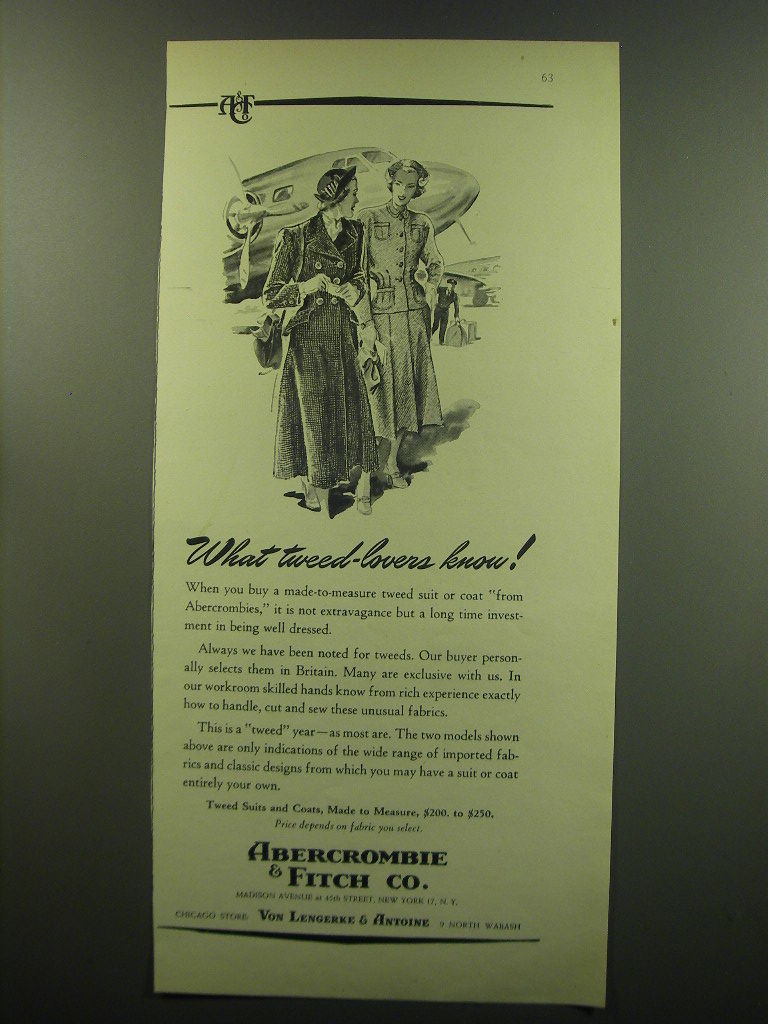 63
A&F Co
What tweed-lovers know!
When you buy a made-to-measure tweed suit or coat "from
Abercrombies," it is not extravagance but a long time invest-
ment in being well dressed.
Always we have been noted for tweeds. Our buyer person-
ally selects them in Britain. Many are exclusive with us. In
our workroom skilled hands know from rich experience exactly
how to handle, cut and sew these unusual fabrics.
This is a "tweed" year—as most are. The two models shown
above are only indications of the wide range of imported fab-
rics and classic designs from which you may have a suit or coat
entirely your own.
Tweed Suits and Coats, Made to Measure, $200. to $250.
Price depends on fabric you select.
ABERCROMBIE
& FITCH CO.
MADISON AVENUE at 45th STREET, NEW YORK 17, N. Y.
CHICAGO STORE: VON LENGERKE & ANTOINE 9 NORTH WABASH